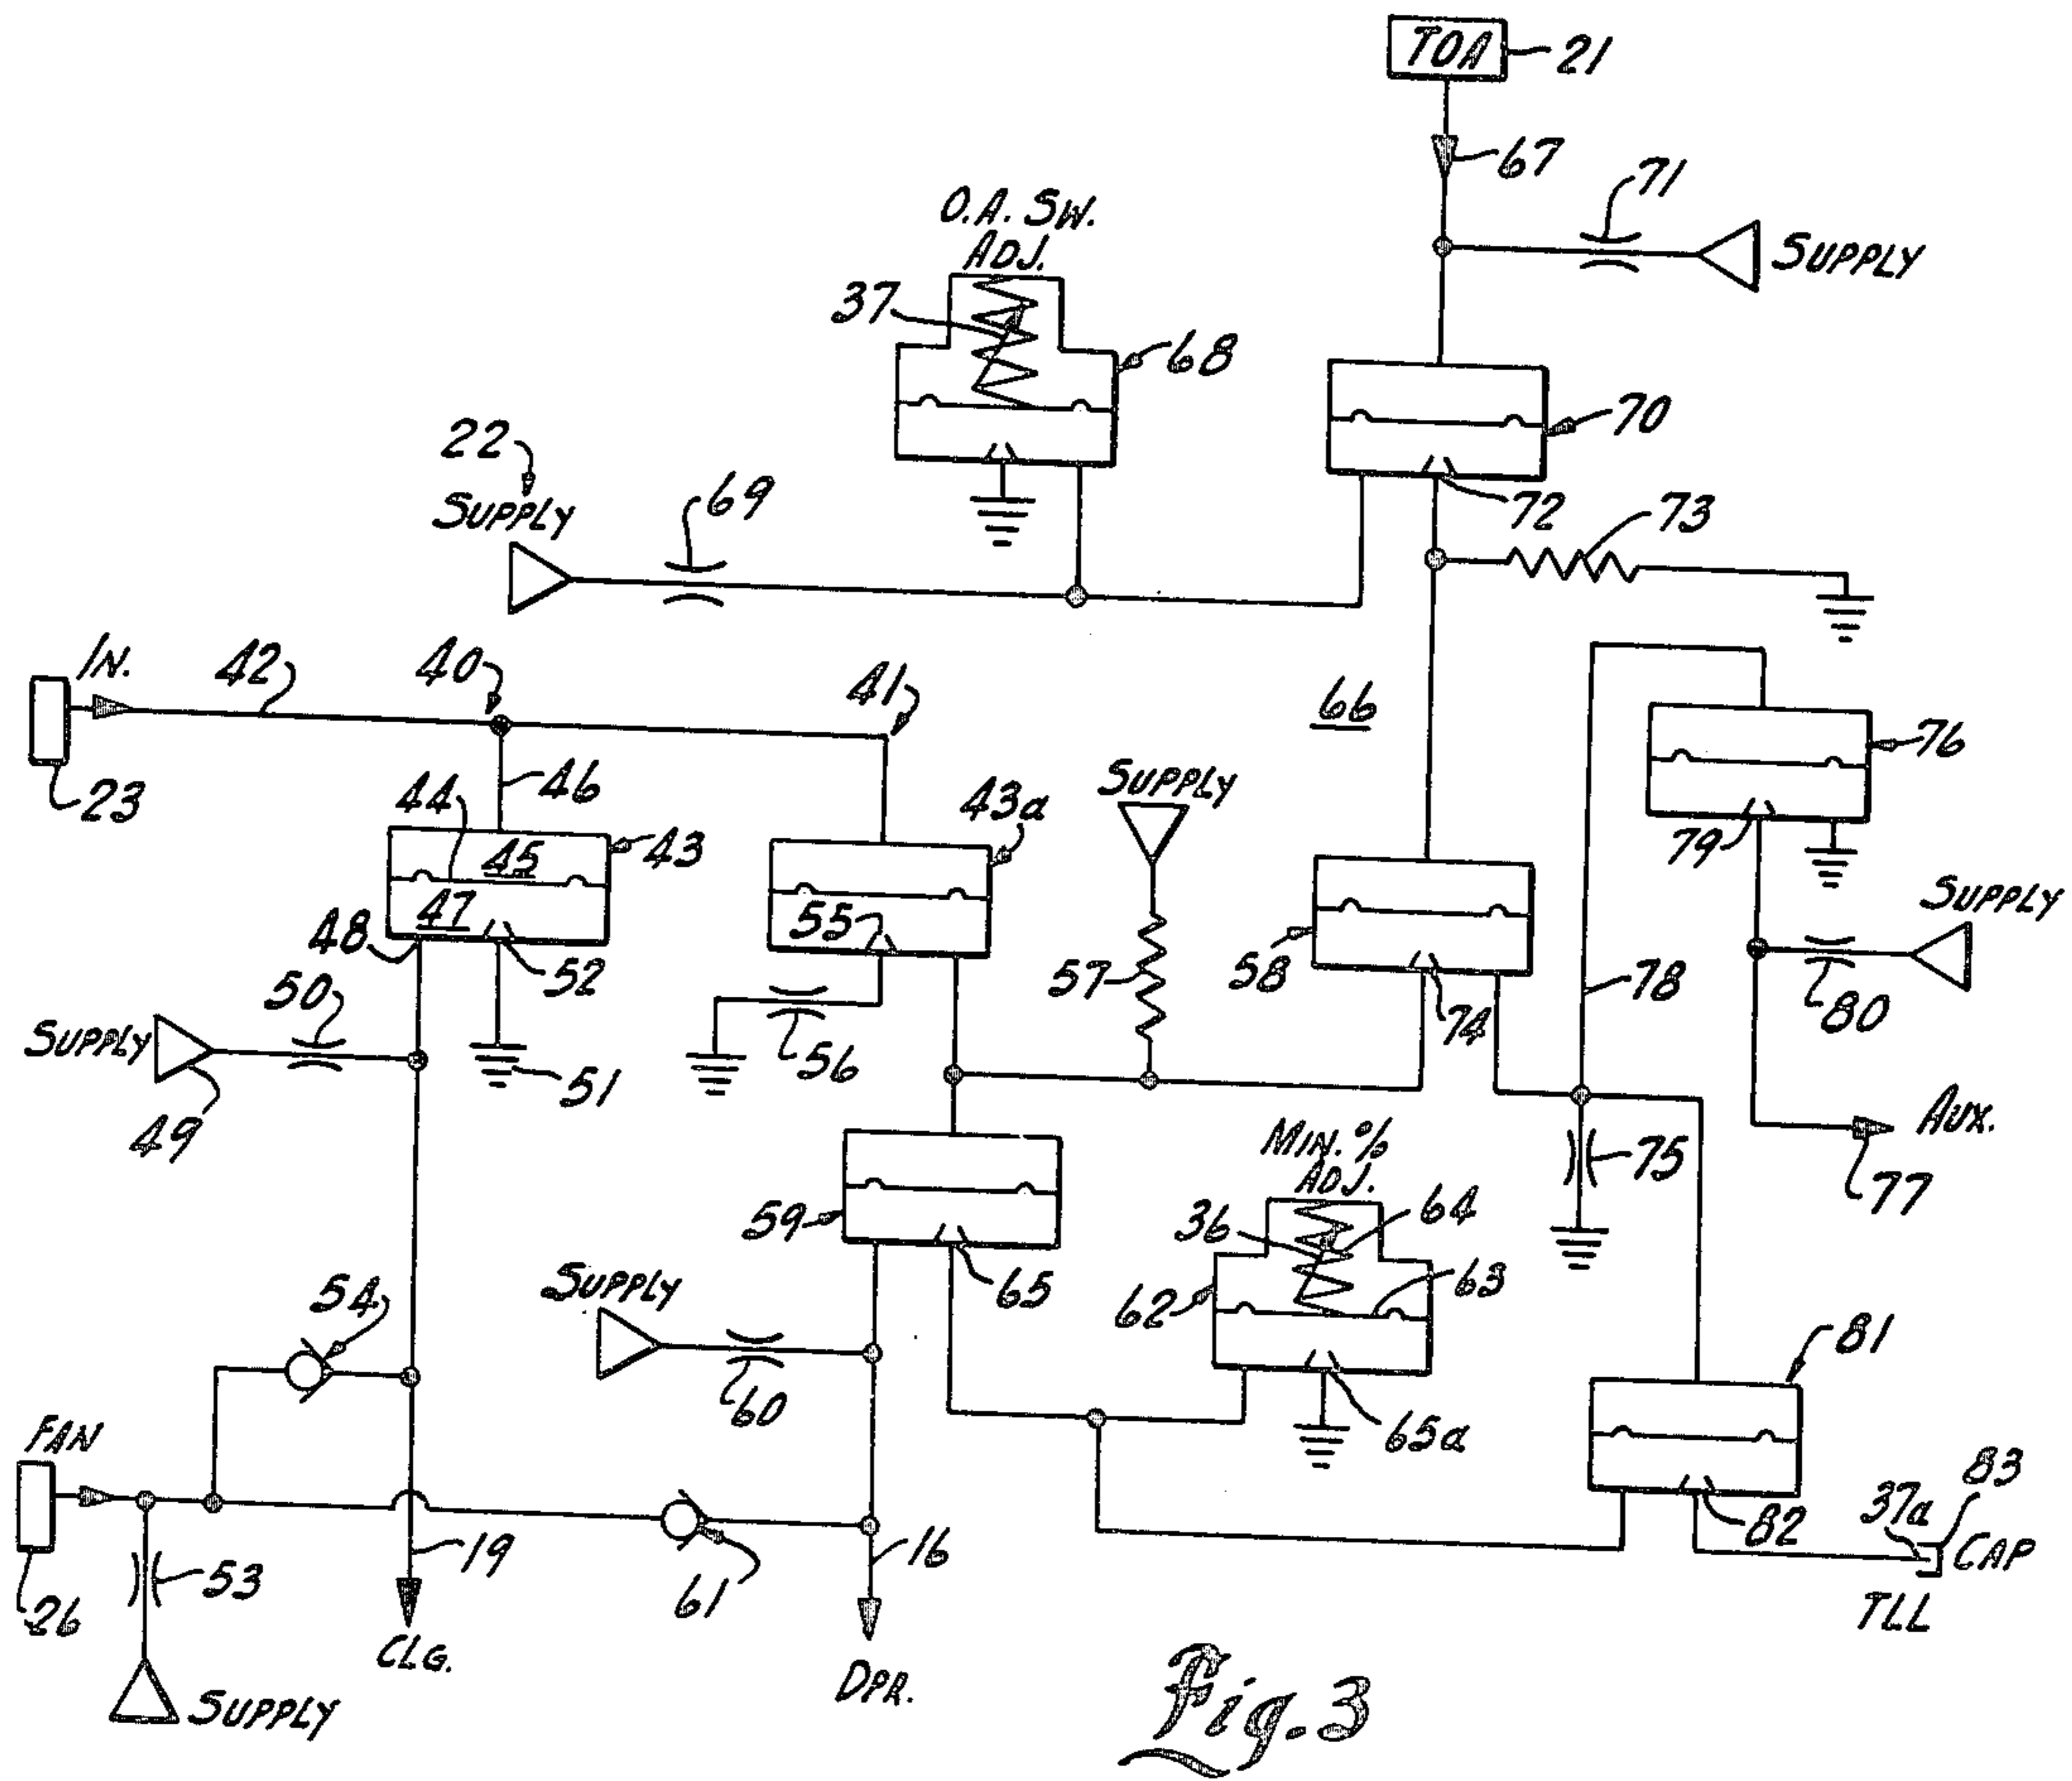 TOA
21
67
71
SUPPLY
O.A. SW.
ADJ.
37
68
70
22
SUPPLY
69
72
73
IN.
42
40
41
66
76
23
44
46
45
43
43a
SUPPLY
47
48
52
55
57
58
74
79
78
SUPPLY
80
50
SUPPLY
49
51
56
MIN. %
ADJ.
75
AUX.
77
59
65
36
64
62
63
65a
54
SUPPLY
60
81
FAN
26
53
SUPPLY
19
CLG.
61
16
DPR.
82
37a
83
CAP
TLL
Fig. 3